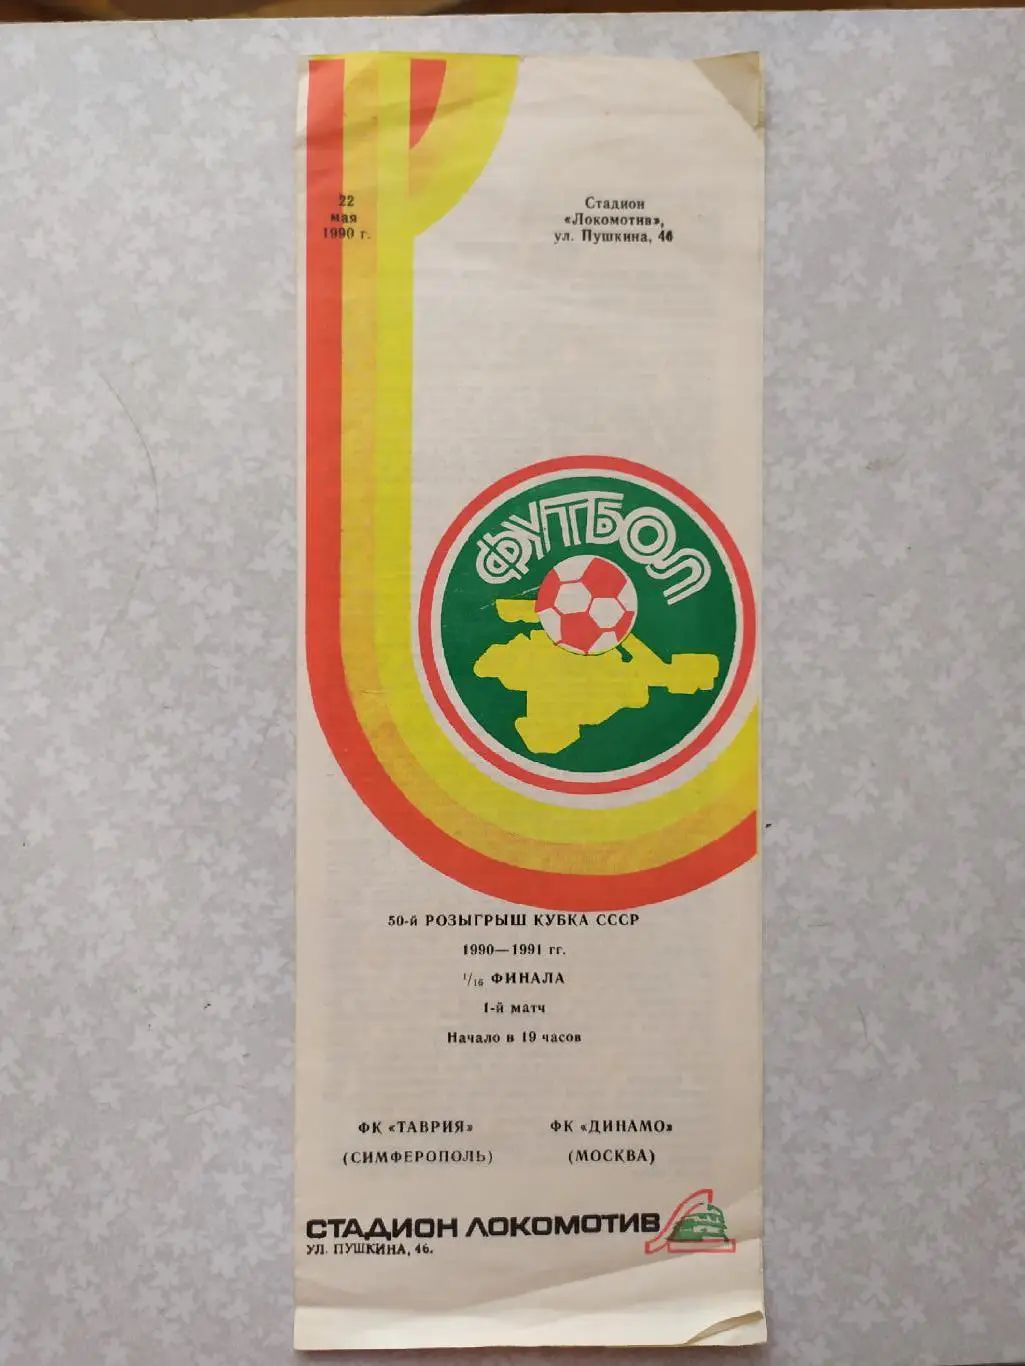 22
мая
1990 г.
Стадион
«Локомотив»,
ул. Пушкина, 46
ФУТБОЛ
50-й РОЗЫГРЫШ КУБКА СССР
1990—1991 гг.
1/16 ФИНАЛА
1-й матч
Начало в 19 часов
ФК «ТАВРИЯ»
(СИМФЕРОПОЛЬ)
ФК «ДИНАМО»
(МОСКВА)
СТАДИОН ЛОКОМОТИВ
УЛ. ПУШКИНА, 46.